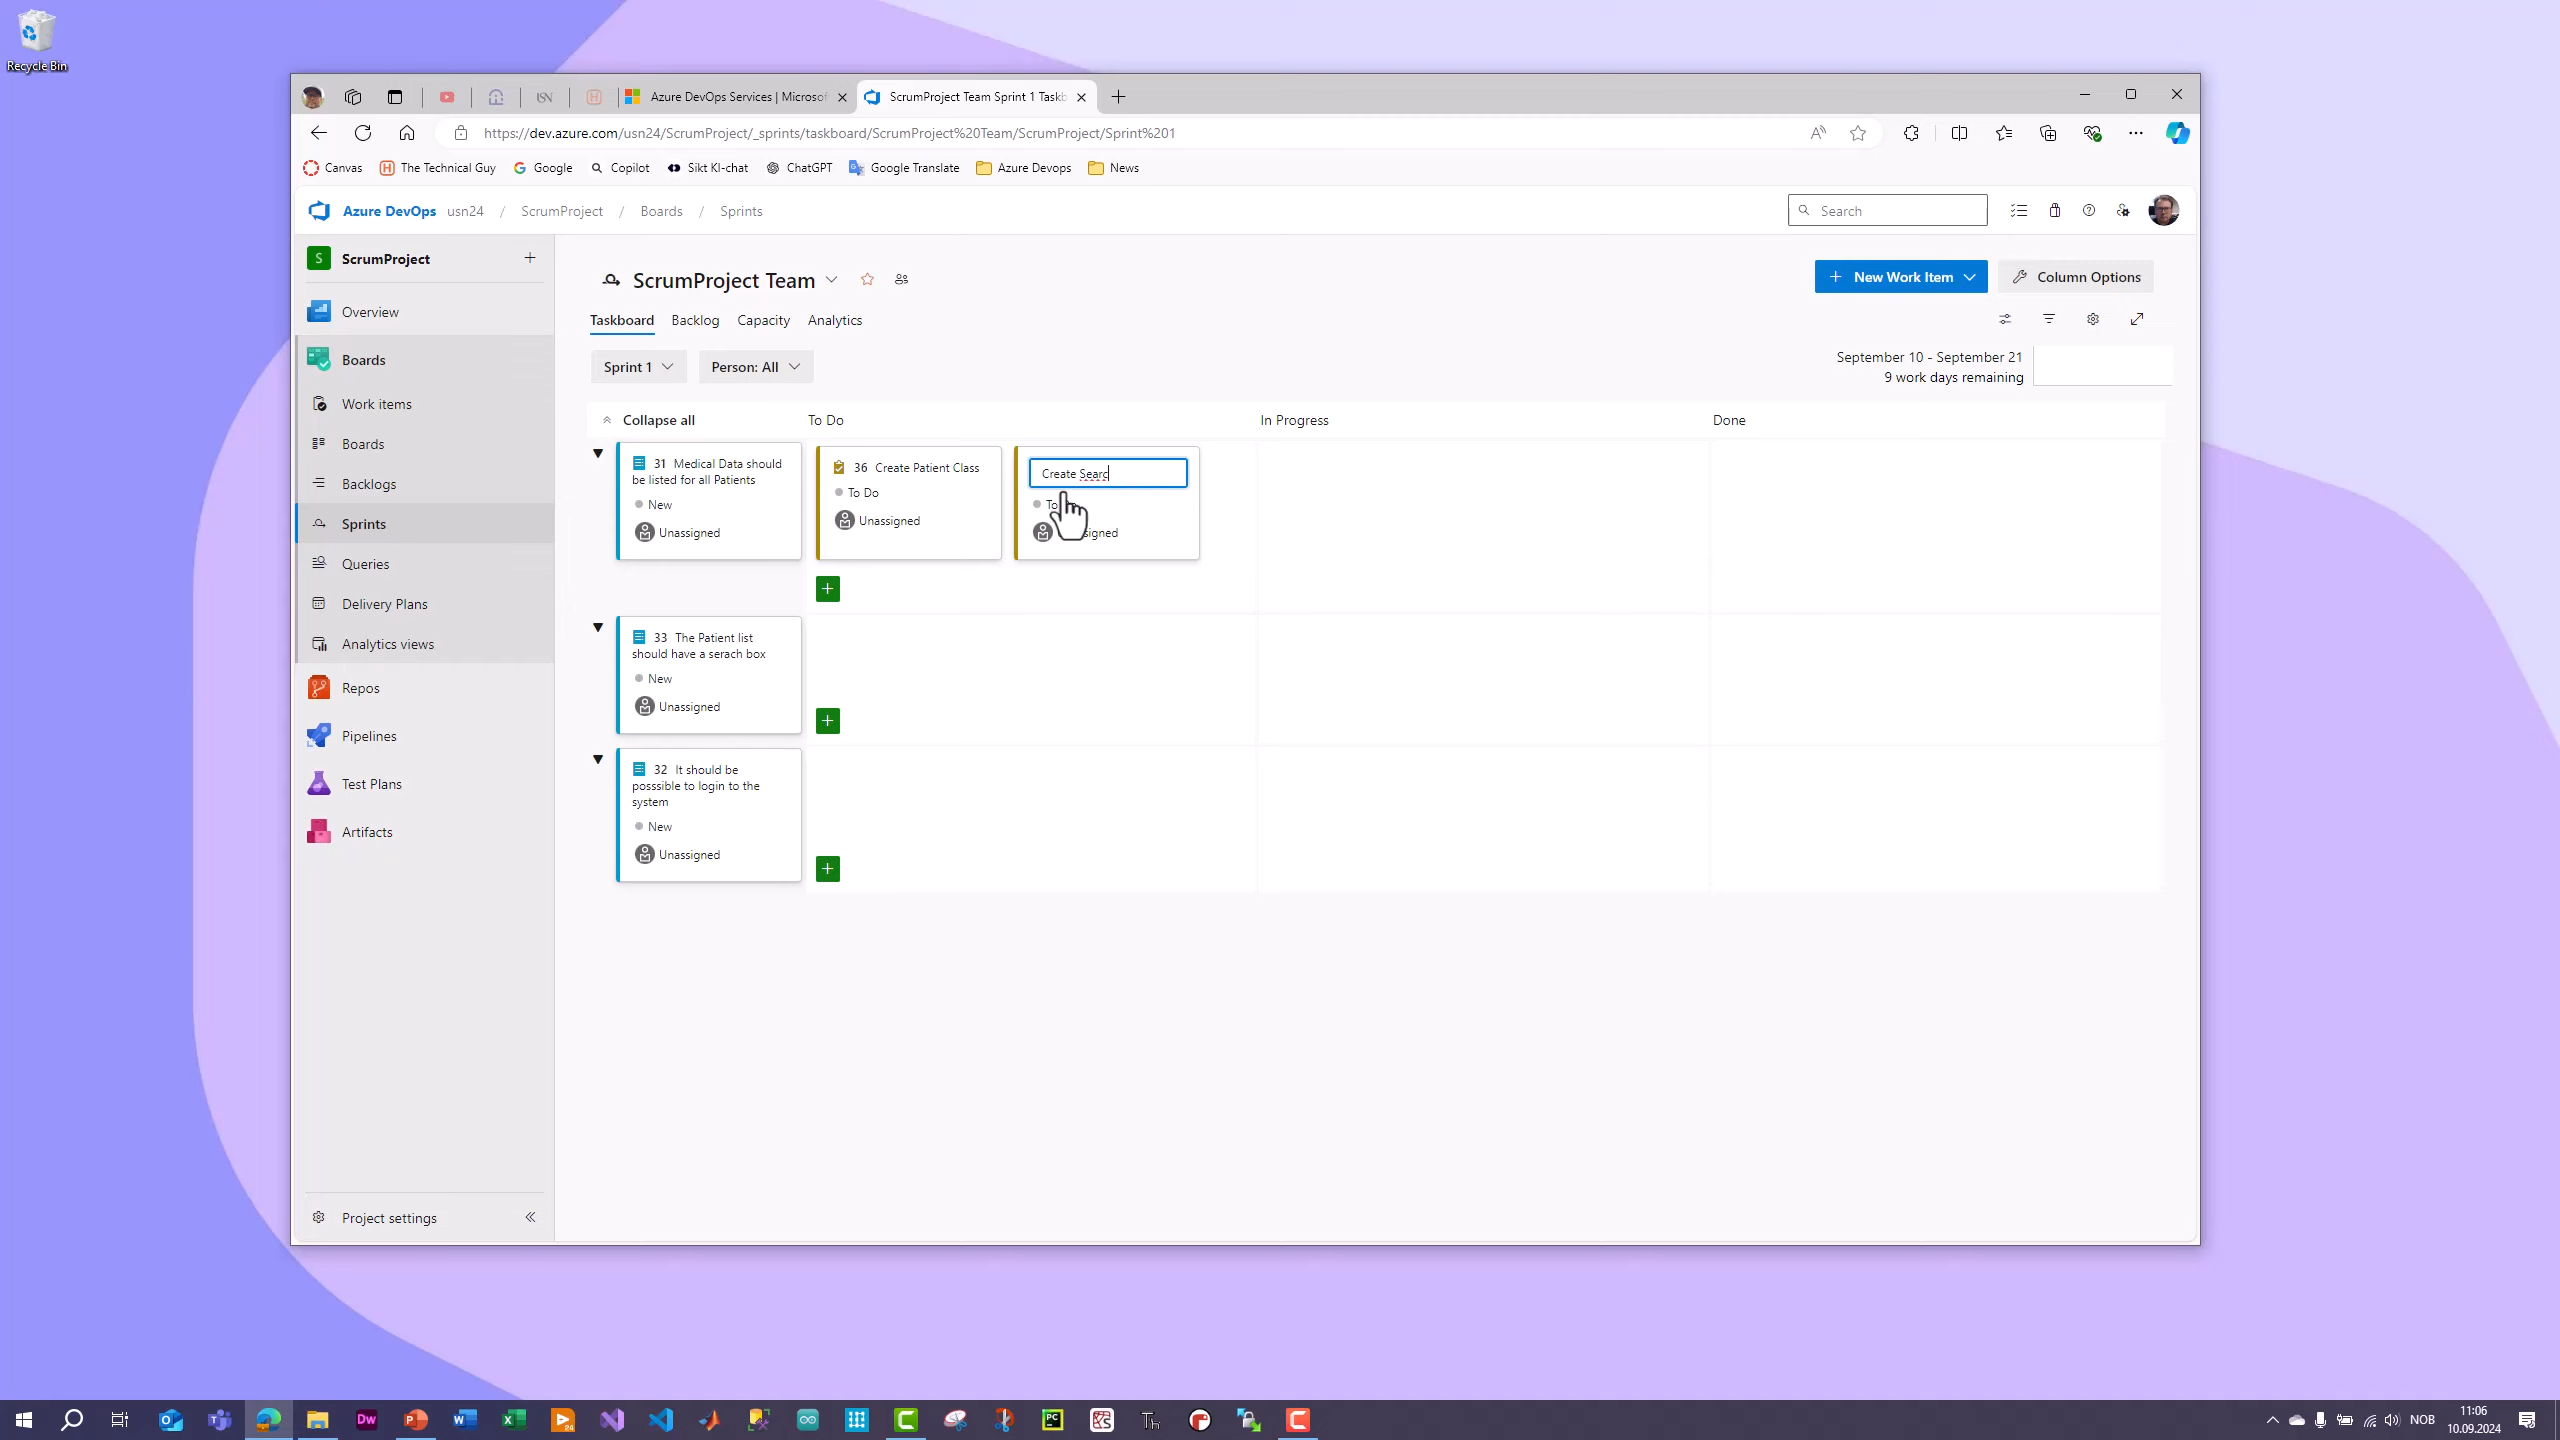 Recycle Bin
USN
Azure DevOps Services | Microsof
ScrumProject Team Sprint 1 Taskb
https://dev.azure.com/usn24/ScrumProject/_sprints/taskboard/ScrumProject%20Team/ScrumProject/Sprint%201
Canvas
The Technical Guy
Google
Copilot
Sikt KI-chat
ChatGPT
Google Translate
Azure Devops
News
Azure DevOps usn24 / ScrumProject / Boards / Sprints
Search
S ScrumProject
Overview
Boards
Work items
Boards
Backlogs
Sprints
Queries
Delivery Plans
Analytics views
Repos
Pipelines
Test Plans
Artifacts
Project settings
ScrumProject Team
New Work Item
Column Options
Taskboard Backlog Capacity Analytics
Sprint 1
Person: All
September 10 - September 21
9 work days remaining
Collapse all
To Do
In Progress
Done
31 Medical Data should
be listed for all Patients
New
Unassigned
36 Create Patient Class
To Do
Unassigned
Create Searc
To
signed
33 The Patient list
should have a serach box
New
Unassigned
32 It should be
posssible to login to the
system
New
Unassigned
Dw
PC
Th
NOB
11:06
10.09.2024